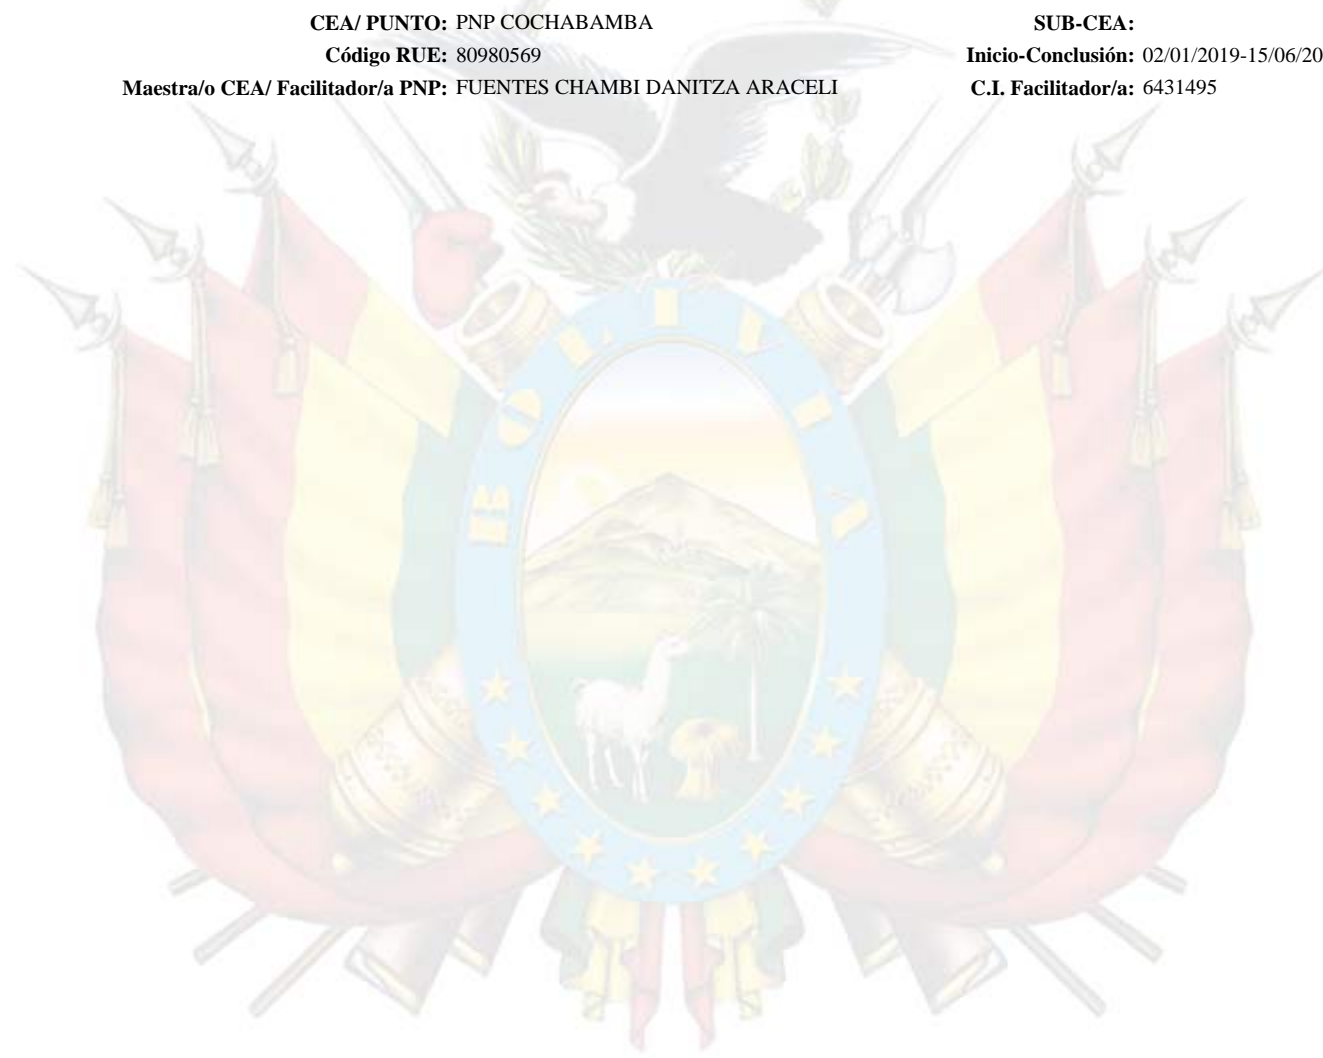 CEA/ PUNTO: PNP COCHABAMBA SUB-CEA:
Código RUE: 80980569 Inicio-Conclusión: 02/01/2019-15/06/20
Maestra/o CEA/ Facilitador/a PNP: FUENTES CHAMBI DANITZA ARACELI C.I. Facilitador/a: 6431495
BOLIVIA